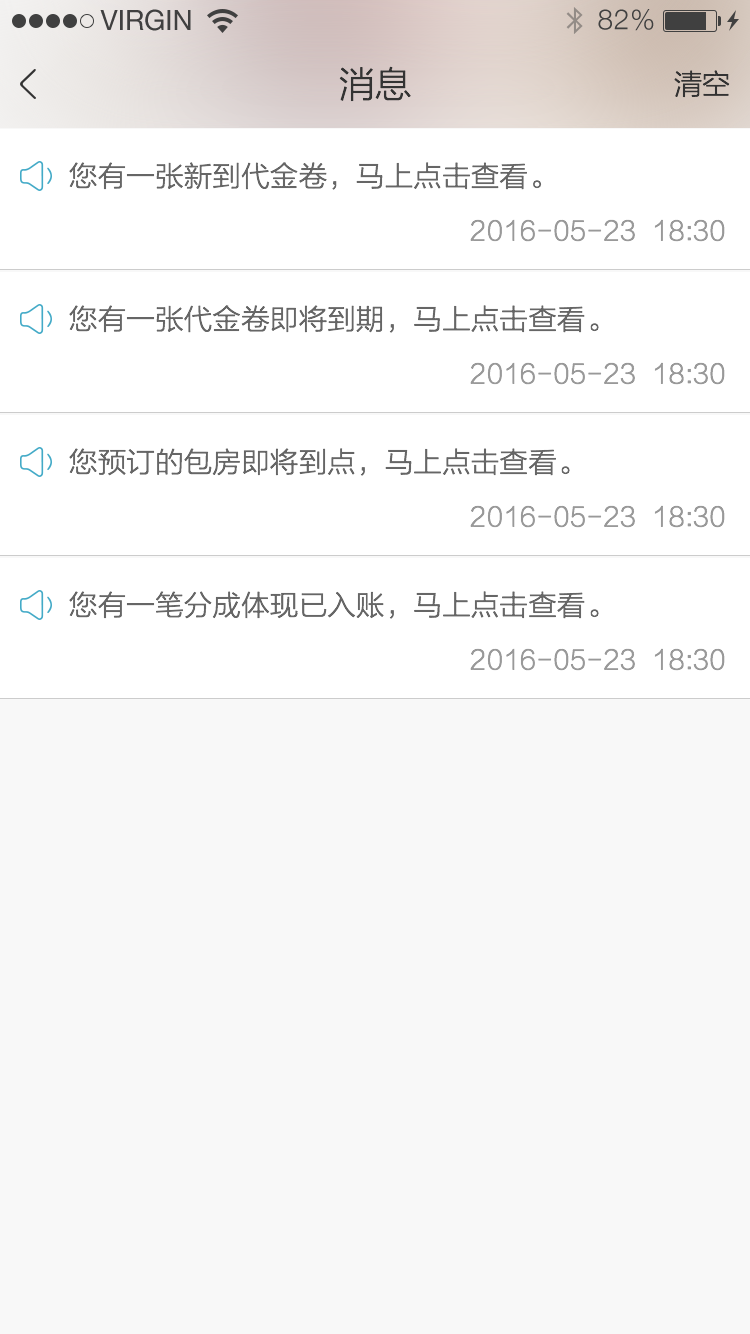 VIRGIN 82%
消息 清空
您有一张新到代金卷，马上点击查看。
2016-05-23 18:30
您有一张代金卷即将到期，马上点击查看。
2016-05-23 18:30
您预订的包房即将到点，马上点击查看。
2016-05-23 18:30
您有一笔分成体现已入账，马上点击查看。
2016-05-23 18:30